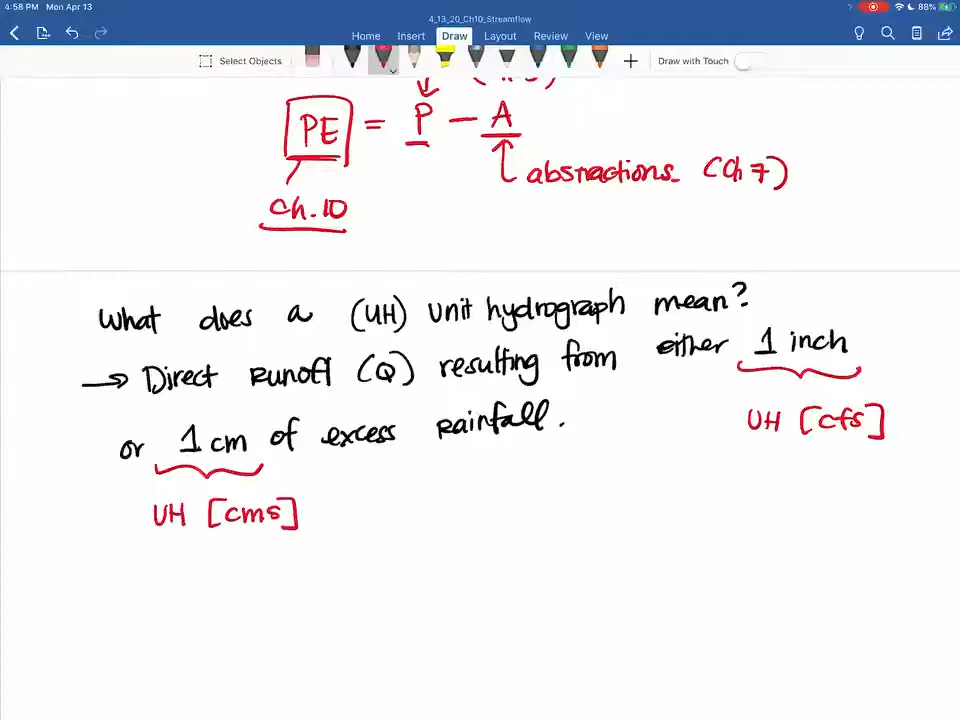 4:58 PM Mon Apr 13
88%
4_13_20_Ch10_Streamflow
Home Insert Draw Layout Review View
Select Objects
Draw with Touch
PE = P - A
abstractions (Ch 7)
Ch. 10
What does a (UH) unit hydrograph mean?
→ Direct Runoff (Q) resulting from either 1 inch
or 1 cm of excess Rainfall.
UH [cfs]
UH [cms]